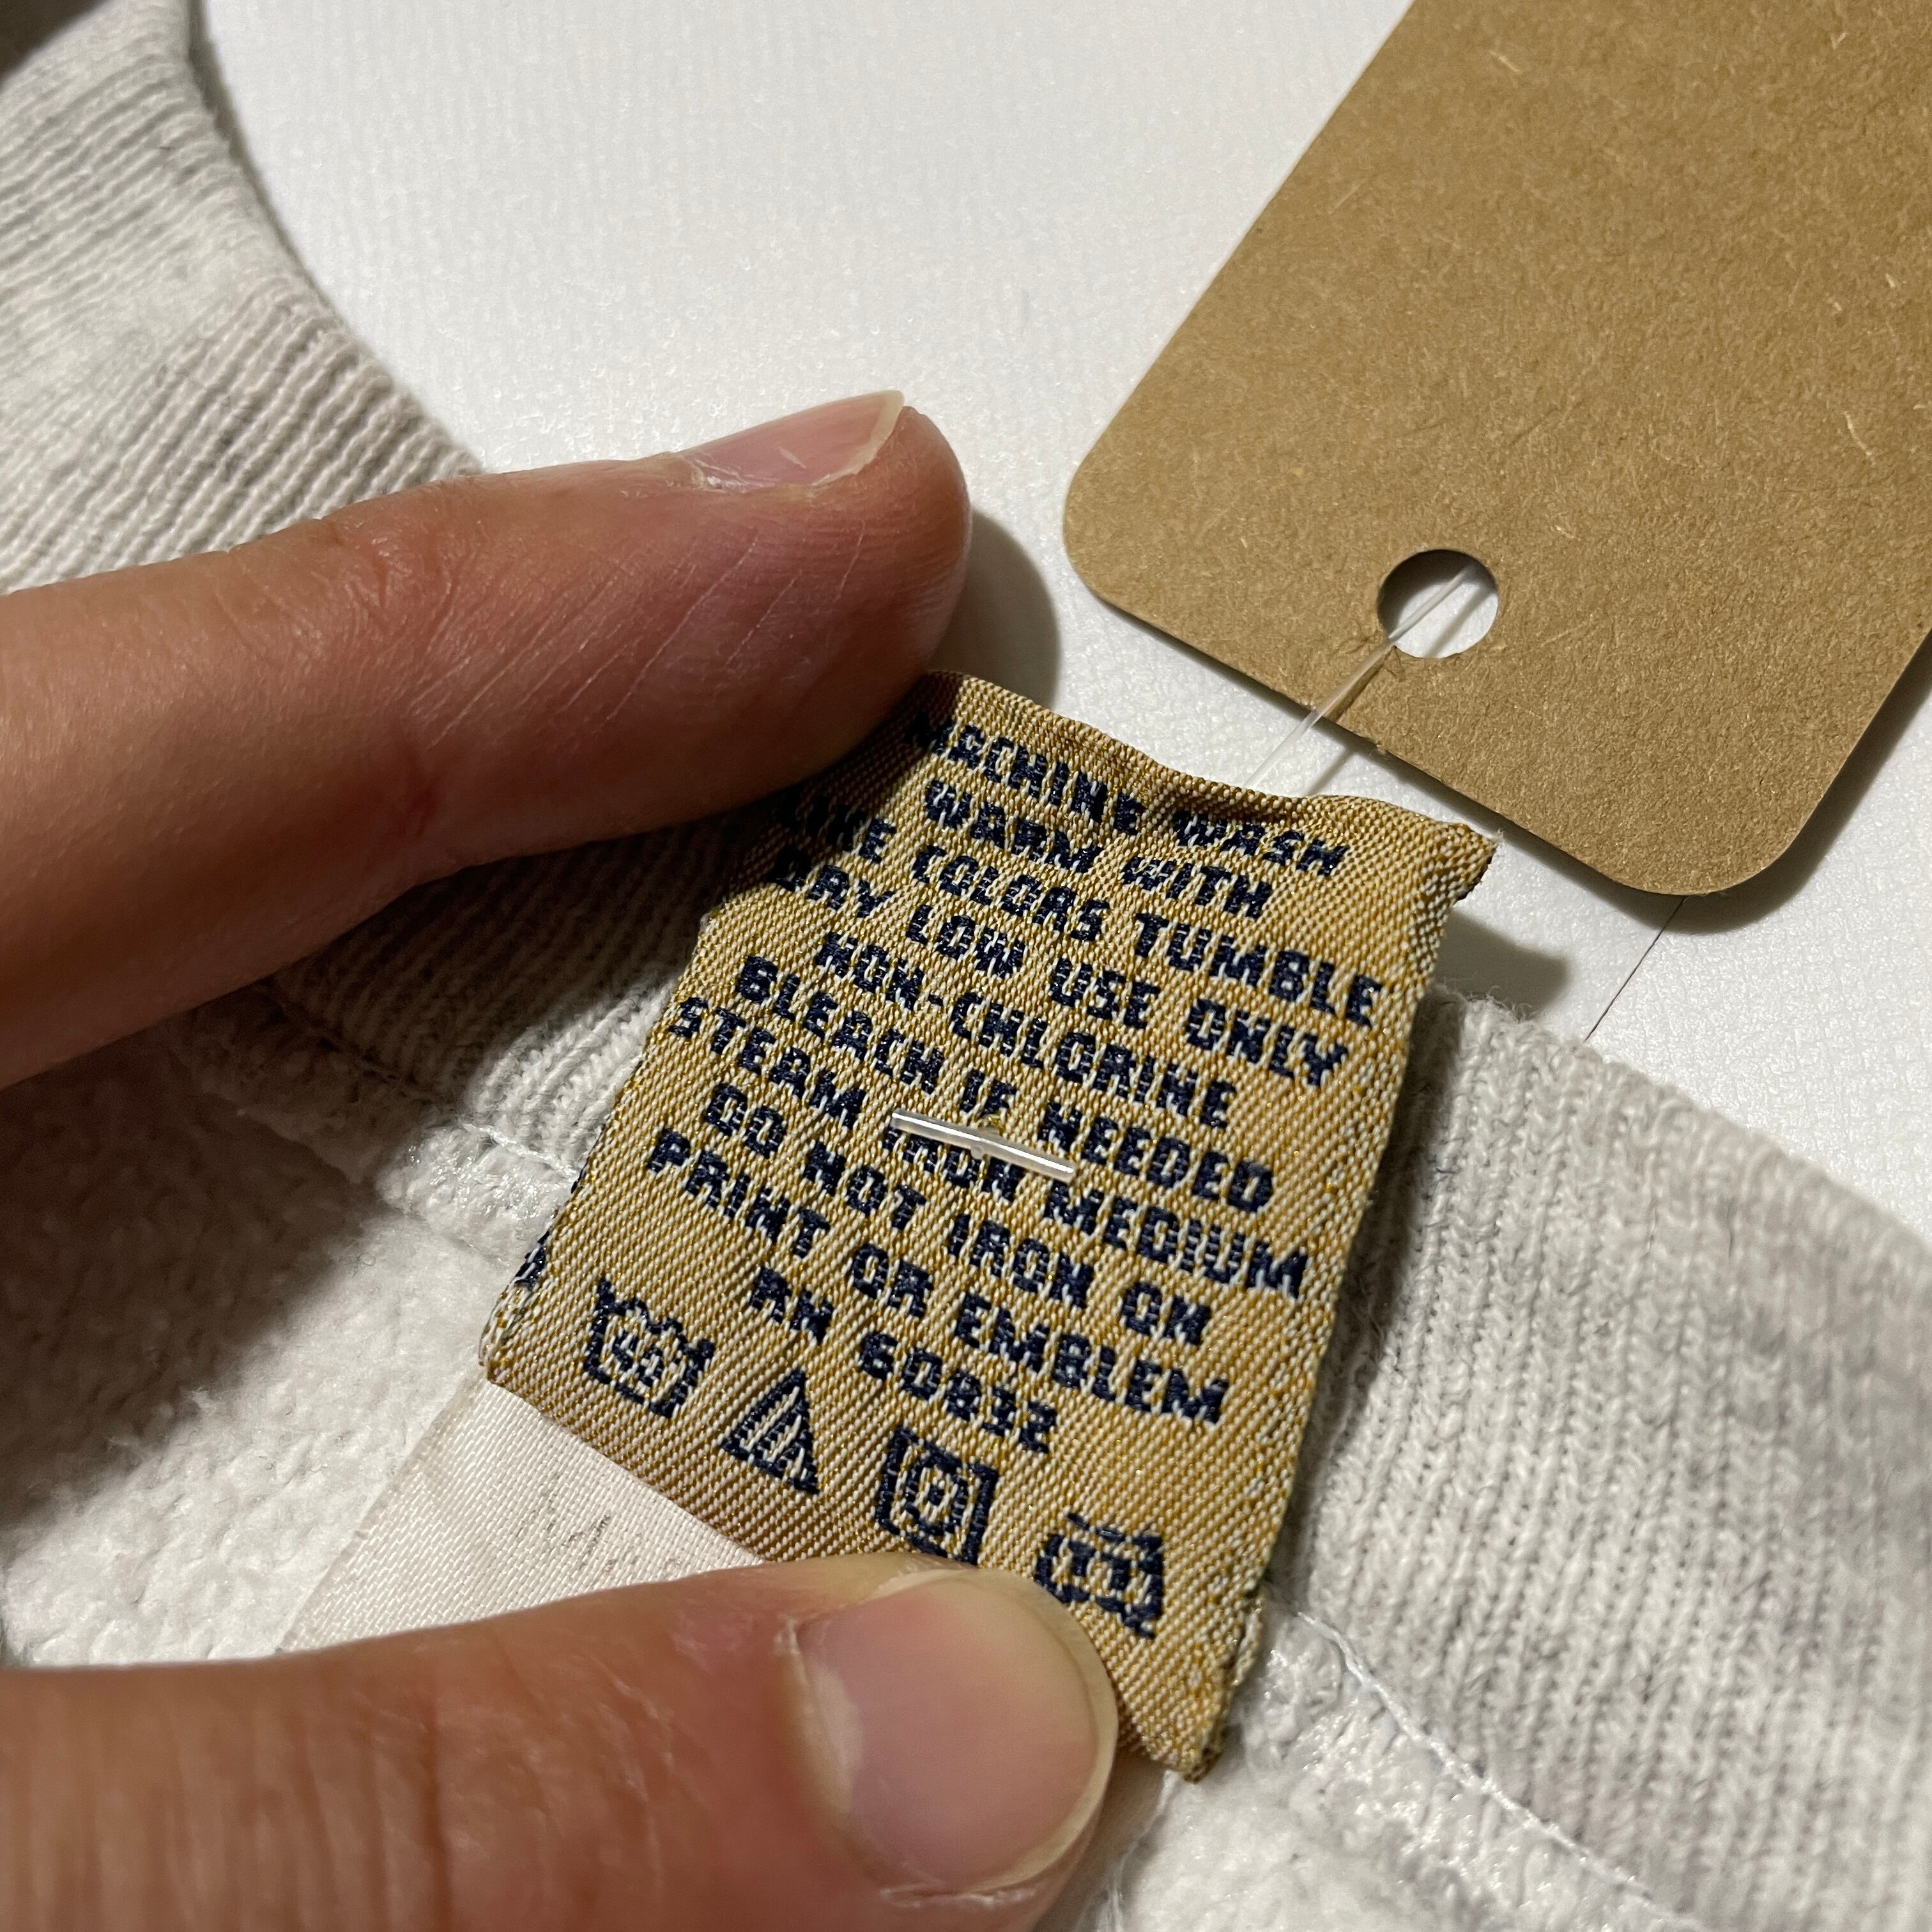 MACHINE WASH
WARM WITH
LIKE COLORS TUMBLE
DRY LOW USE ONLY
NON-CHLORINE
BLEACH IF NEEDED
STEAM IRON MEDIUM
DO NOT IRON ON
PRINT OR EMBLEM
RN 60832